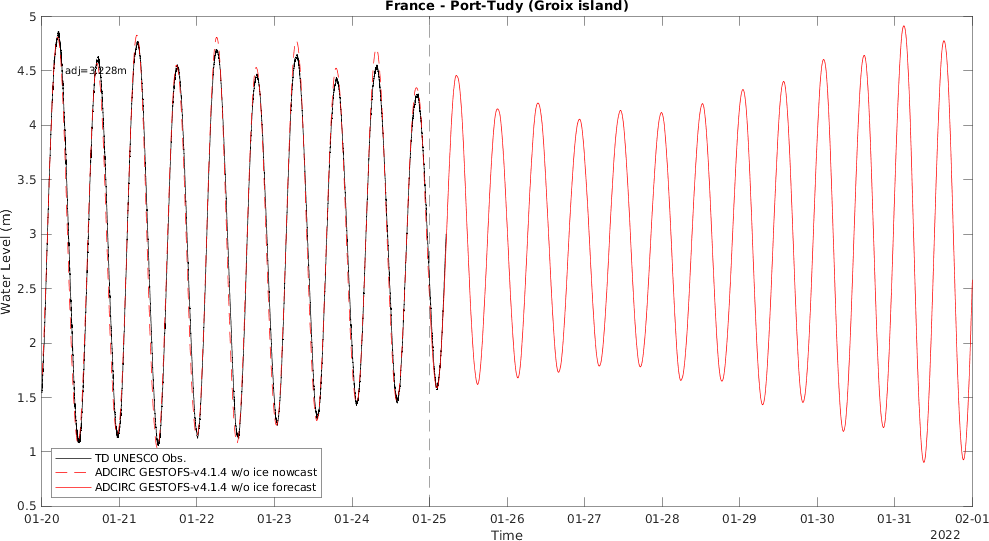 France - Port-Tudy (Groix island)
5
4.5
4
3.5
3
2.5
2
1.5
1
0.5
Water Level (m)
adj=3.228m
TD UNESCO Obs.
ADCIRC GESTOFS-v4.1.4 w/o ice nowcast
ADCIRC GESTOFS-v4.1.4 w/o ice forecast
01-20 01-21 01-22 01-23 01-24 01-25 01-26 01-27 01-28 01-29 01-30 01-31 02-01
Time
2022